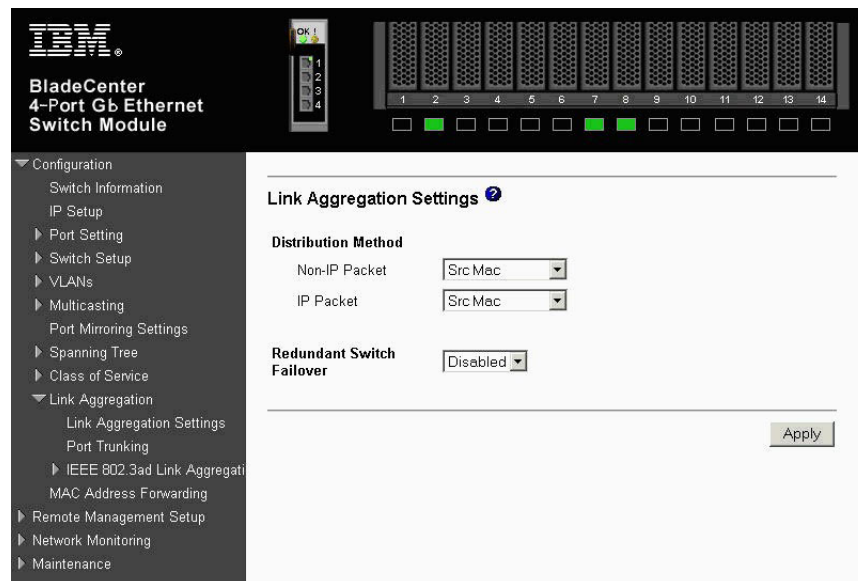 IBM®
BladeCenter
4-Port Gb Ethernet
Switch Module
OK !
1
2
3
4
1 2 3 4 5 6 7 8 9 10 11 12 13 14
Configuration
Switch Information
IP Setup
Port Setting
Switch Setup
VLANs
Multicasting
Port Mirroring Settings
Spanning Tree
Class of Service
Link Aggregation
Link Aggregation Settings
Port Trunking
IEEE 802.3ad Link Aggregati
MAC Address Forwarding
Remote Management Setup
Network Monitoring
Maintenance
Link Aggregation Settings ?
Distribution Method
Non-IP Packet Src Mac
IP Packet Src Mac
Redundant Switch
Failover
Disabled
Apply